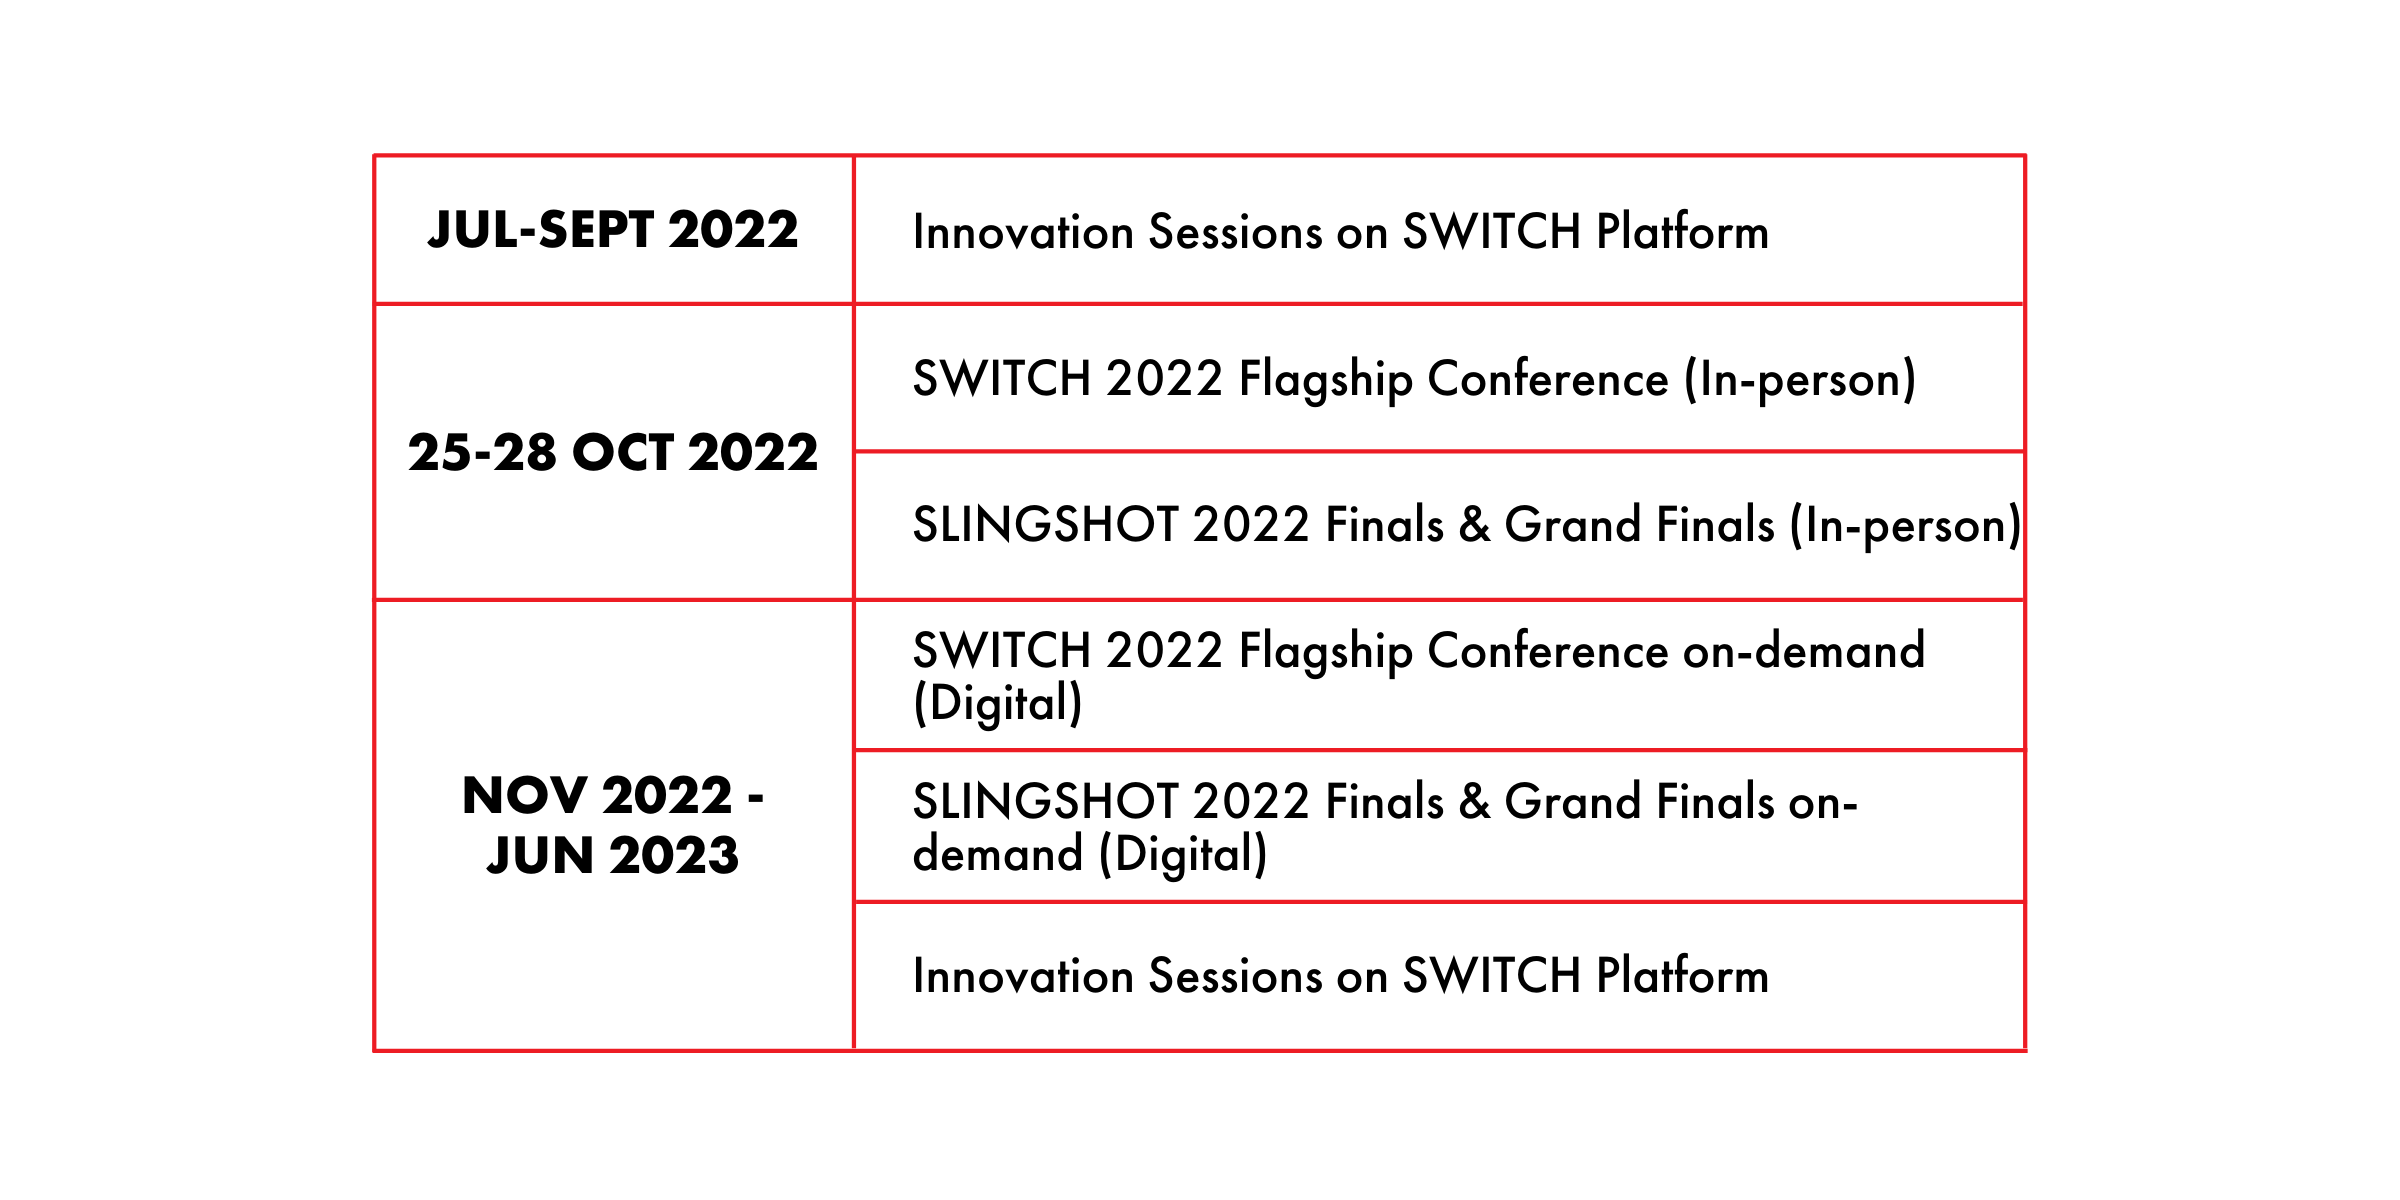 JUL-SEPT 2022
Innovation Sessions on SWITCH Platform
25-28 OCT 2022
SWITCH 2022 Flagship Conference (In-person)
SLINGSHOT 2022 Finals & Grand Finals (In-person)
NOV 2022 -
JUN 2023
SWITCH 2022 Flagship Conference on-demand
(Digital)
SLINGSHOT 2022 Finals & Grand Finals on-
demand (Digital)
Innovation Sessions on SWITCH Platform